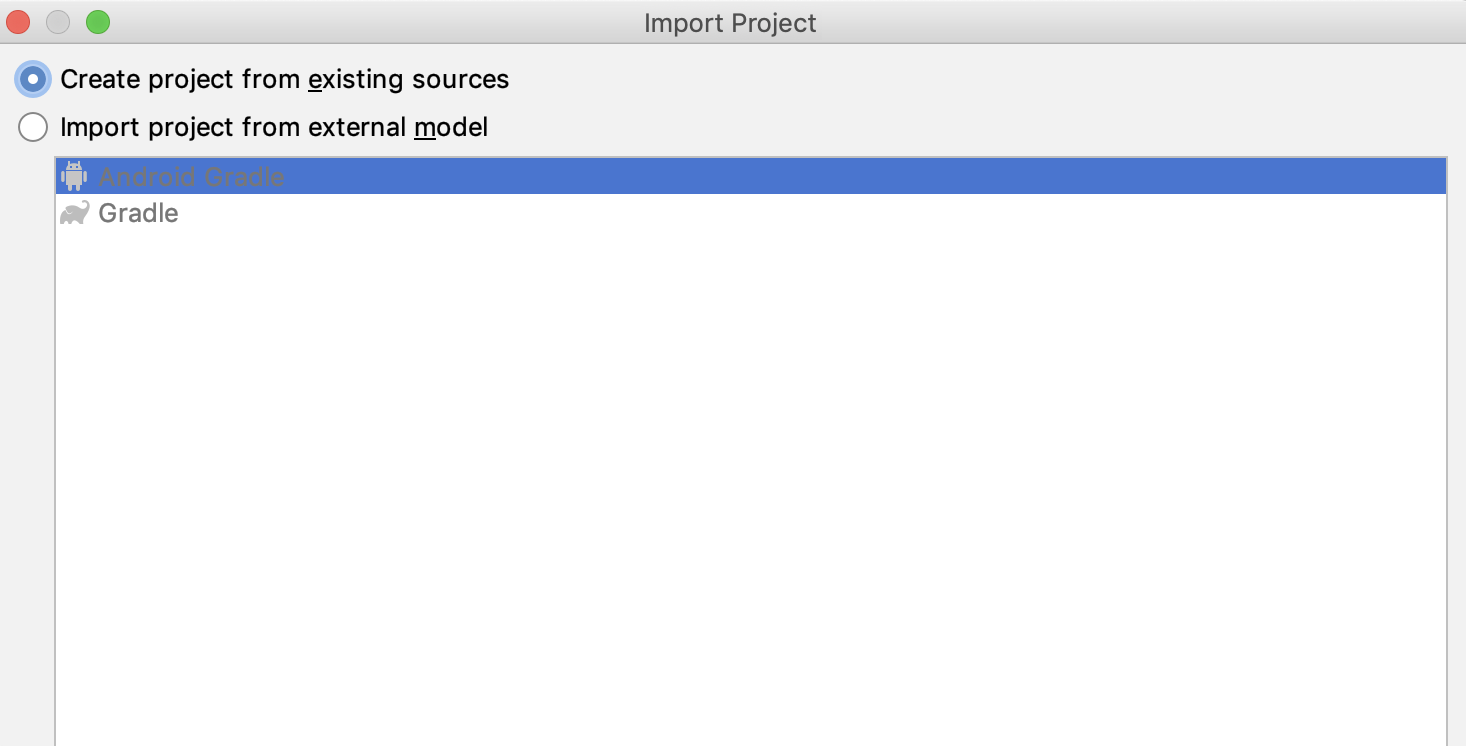 Import Project
Create project from existing sources
Import project from external model
Android Gradle
Gradle